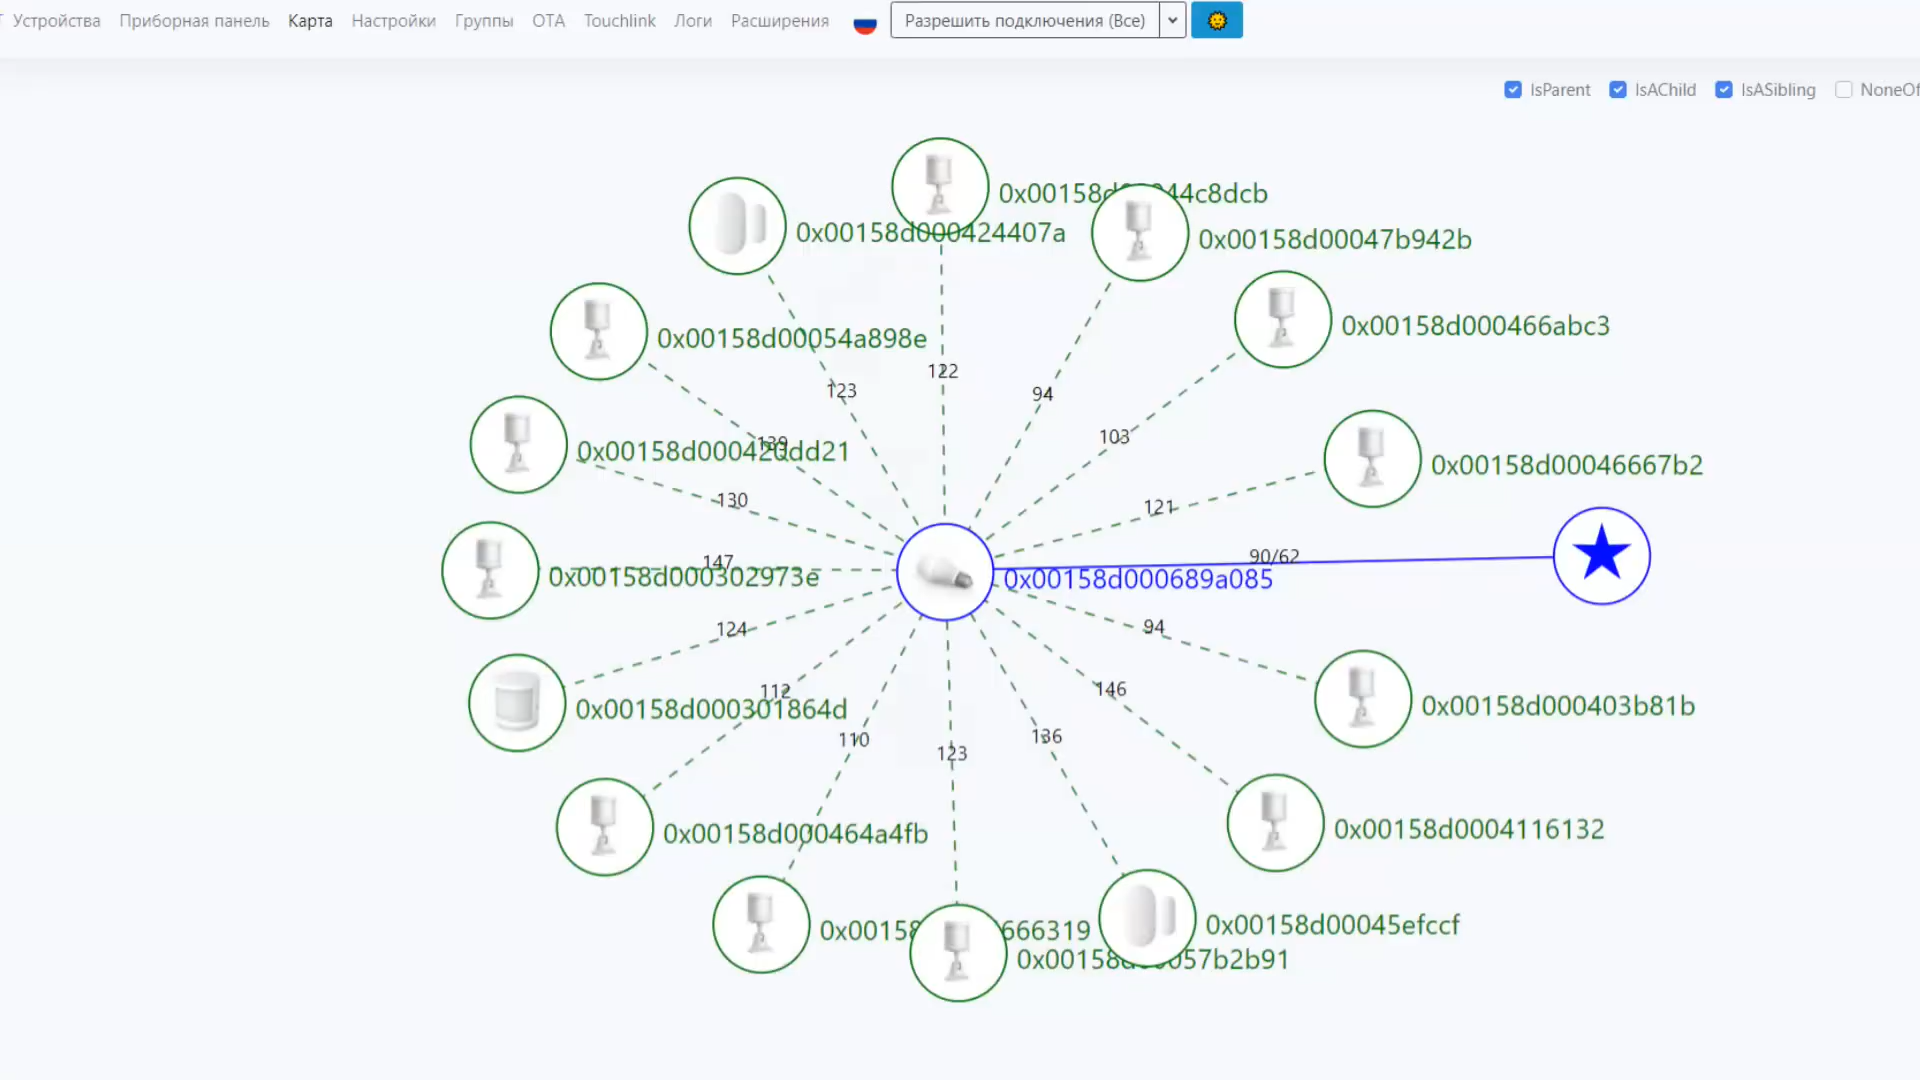 Устройства Приборная панель Карта Настройки Группы OTA Touchlink Логи Расширения Разрешить подключения (Все)
IsParent IsAChild IsASibling NoneOf
0x00158d000424407a
0x00158d00047b942b
0x00158d000466abc3
0x00158d00054a898e
122
123
94
103
139
130
0x00158d00046667b2
121
147
0x00158d000302973e
90/62
0x00158d000689a085
124
94
112
146
0x00158d000301864d
0x00158d000403b81b
110
123
136
0x00158d000464a4fb
0x00158d0004116132
0x00158d00045efccf